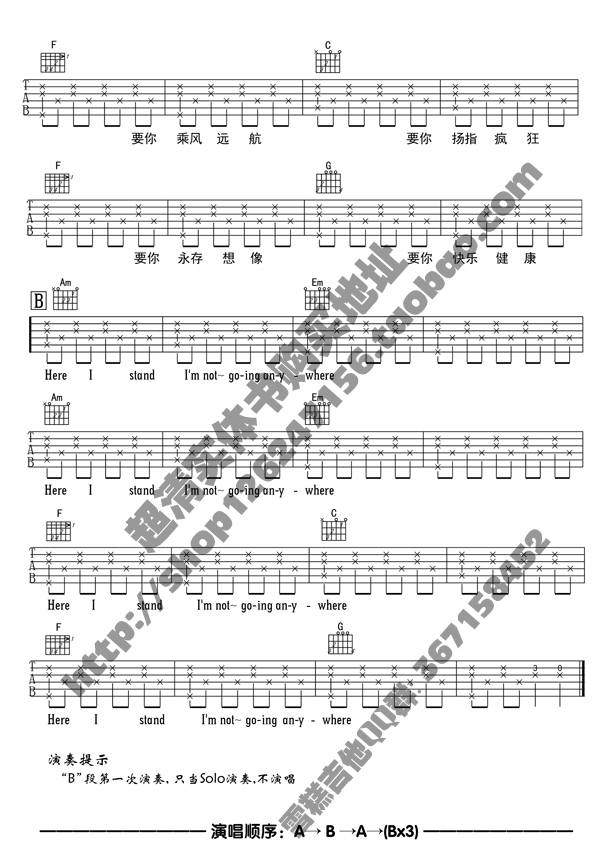 F C
T
A
B
要你 乘风 远 航 要你 扬指 疯 狂
F G
T
A
B
要你 永存 想 像 要你 快乐 健 康
B Am Em
Here I stand I'm not~ go-ing an-y - where
Am Em
T
A
B
Here I stand I'm not~ go-ing an-y - where
F C
T
A
B
Here I stand I'm not~ go-ing an-y - where
F G
T
A
B
3 0
Here I stand I'm not~ go-ing an-y - where
演奏提示
“B”段第一次演奏, 只当Solo演奏, 不演唱
演唱顺序: A→ B →A→(Bx3)
超清实体书购买地址
http://shop126247156.taobao.com
雪糕吉他QQ群:367158452